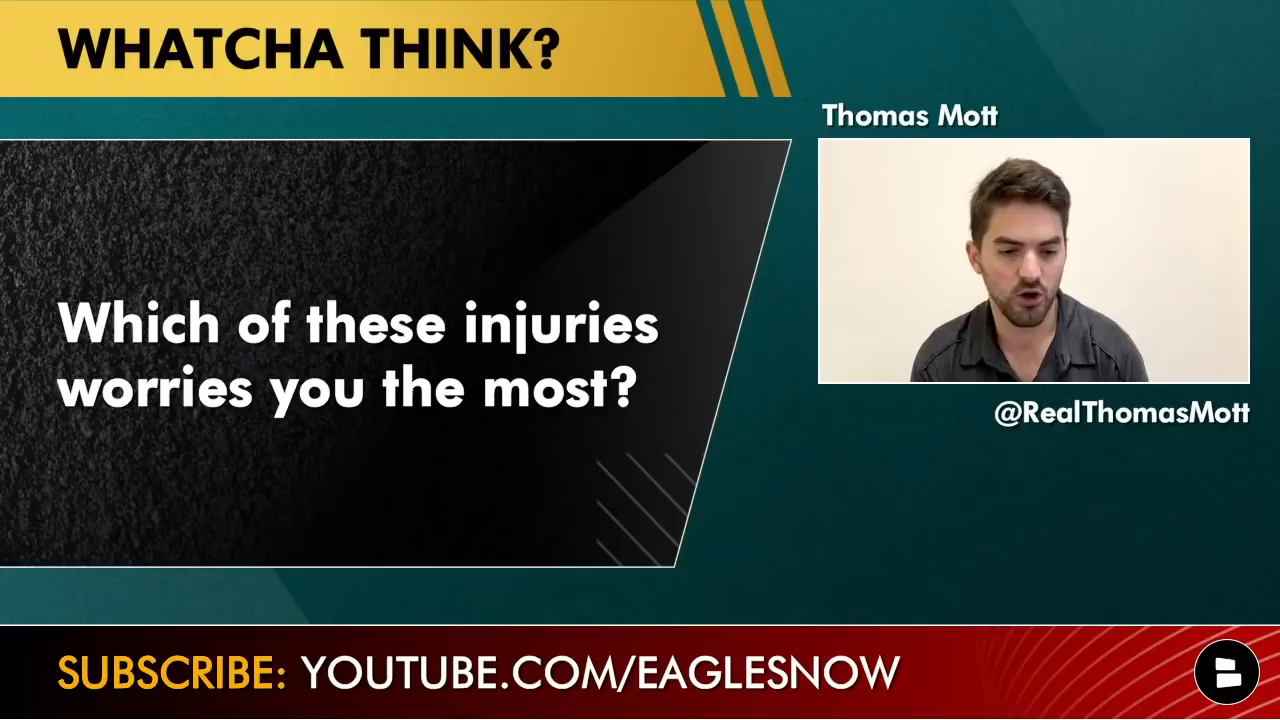 WHATCHA THINK?
Thomas Mott
Which of these injuries
worries you the most?
@RealThomasMott
SUBSCRIBE: YOUTUBE.COM/EAGLESNOW